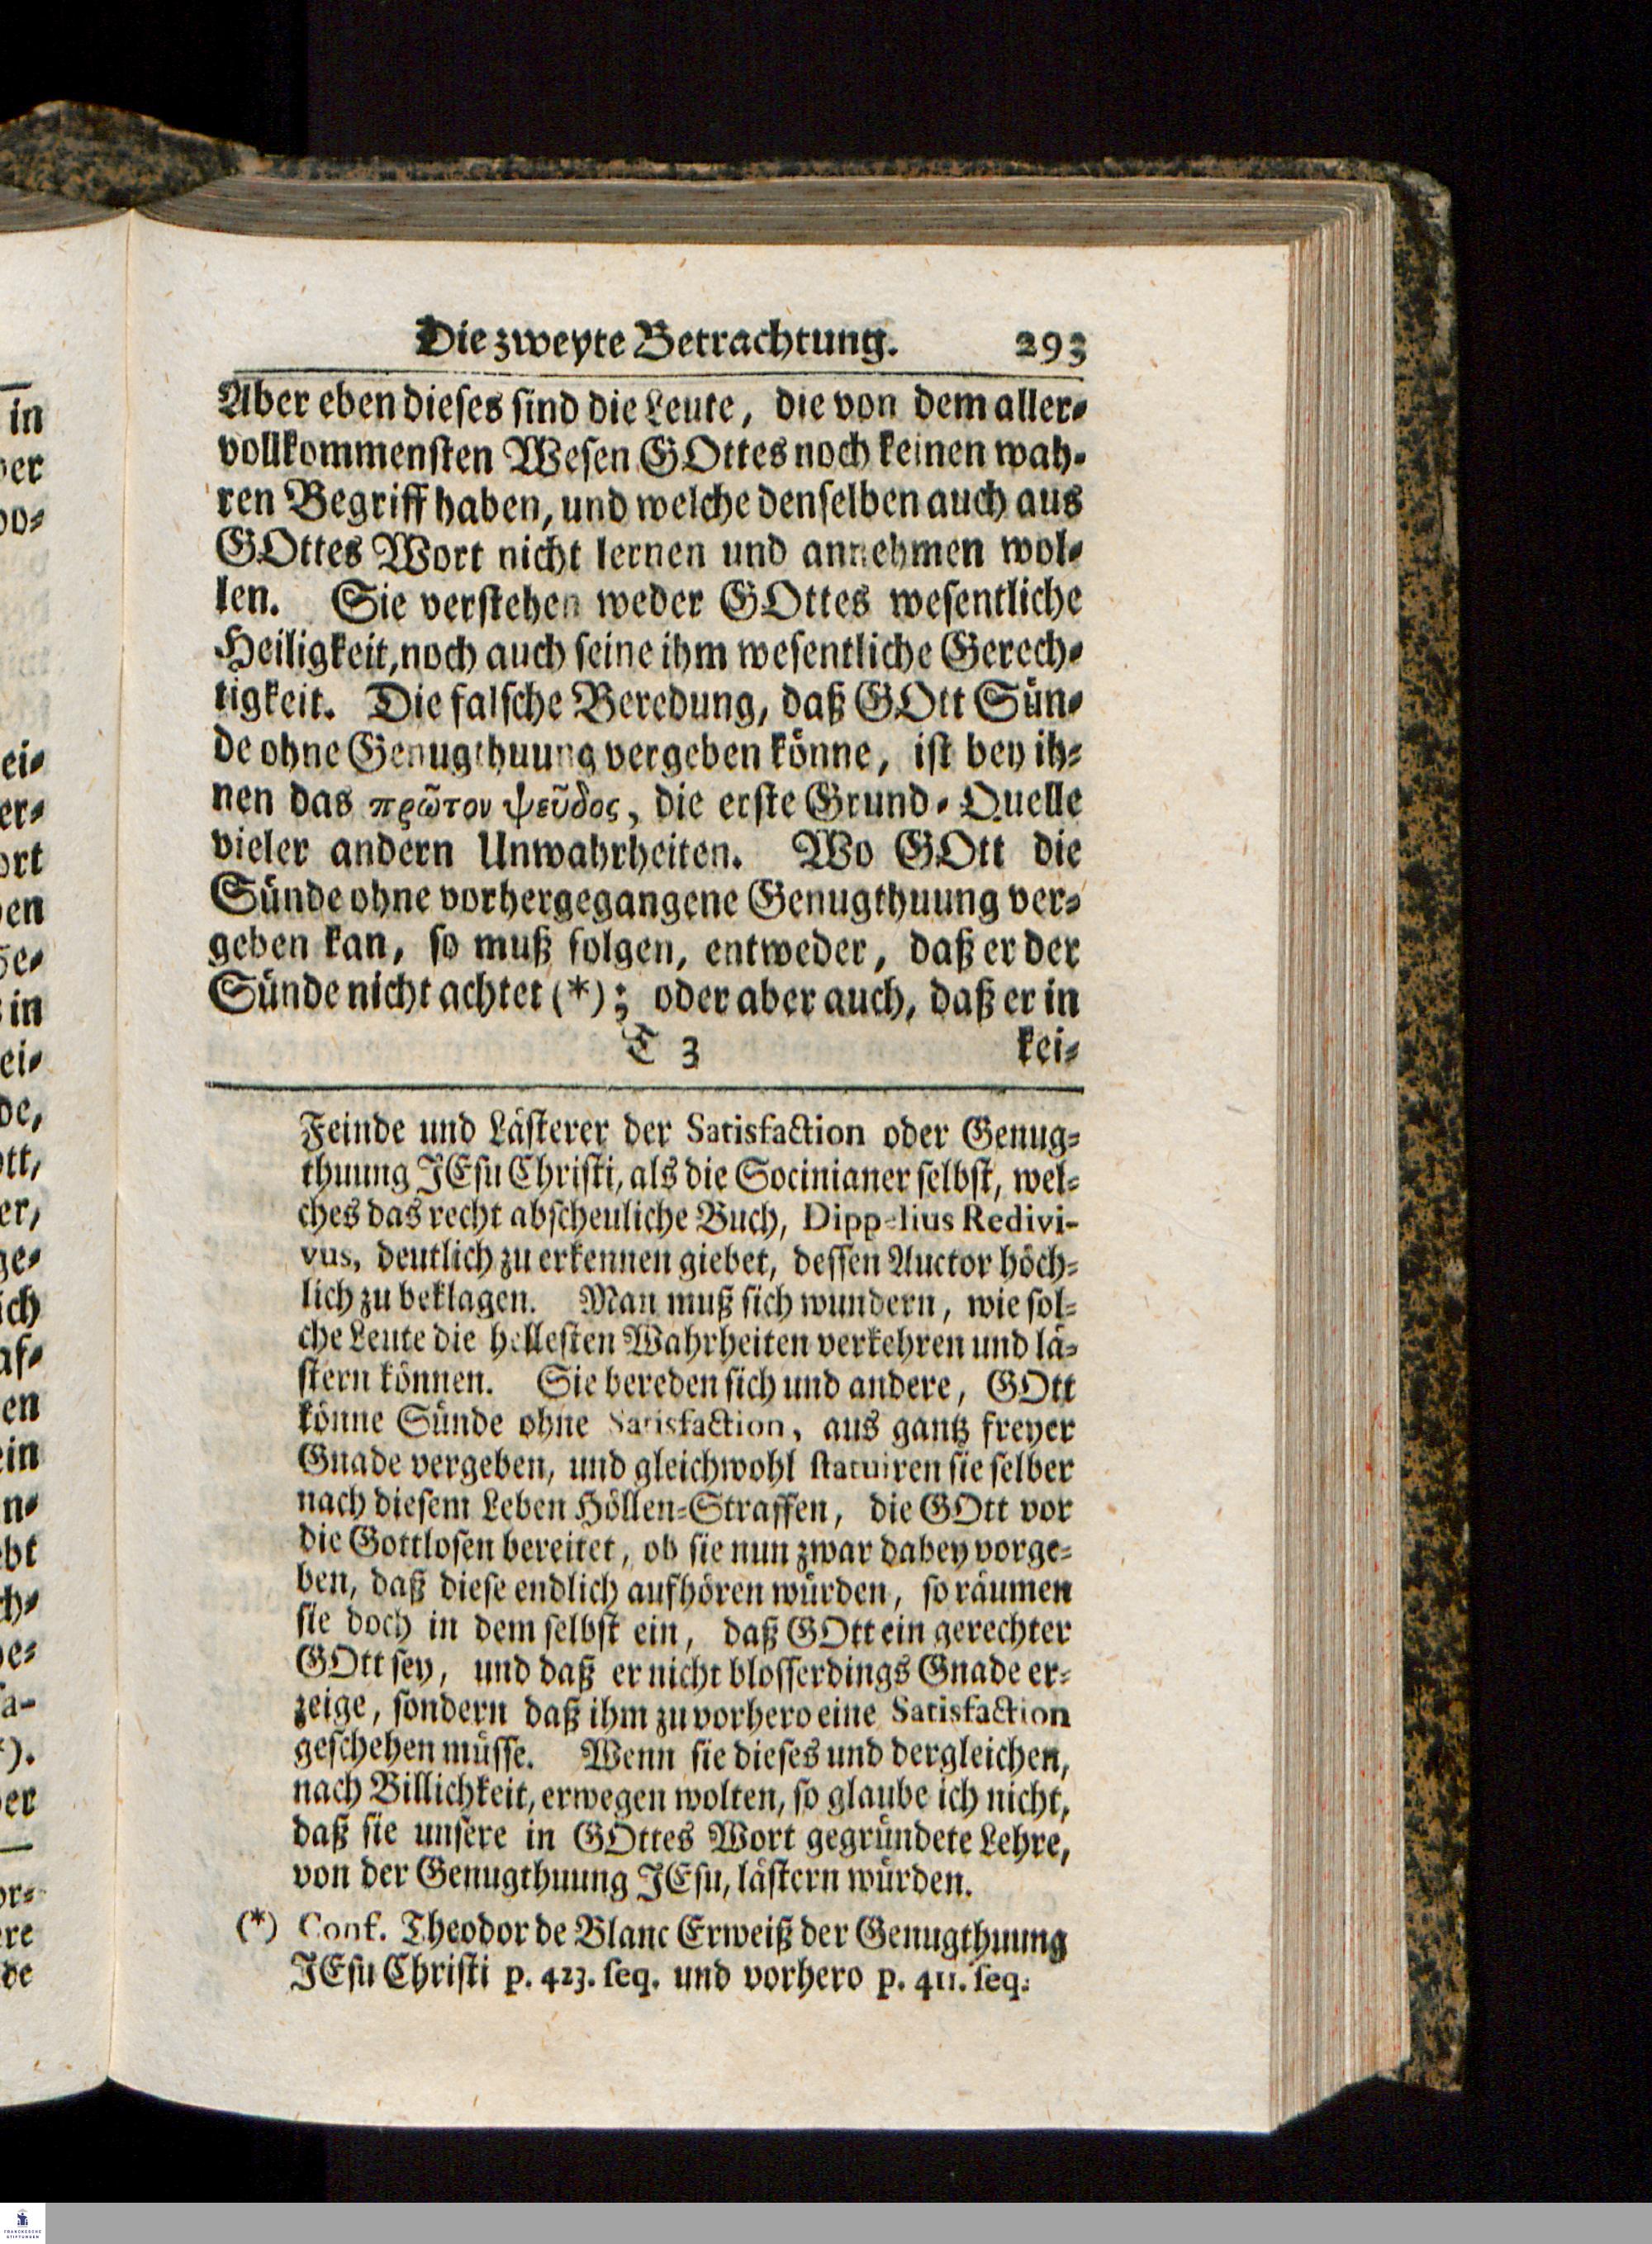 Die zweyte Betrachtung. 293
Aber eben dieses sind die Leute, die von dem aller-
vollkommensten Wesen GOttes noch keinen wah-
ren Begriff haben, und welche denselben auch aus
GOttes Wort nicht lernen und annehmen wol-
len. Sie verstehen weder GOttes wesentliche
Heiligkeit, noch auch seine ihm wesentliche Gerech-
tigkeit. Die falsche Beredung, daß GOtt Sün-
de ohne Genugthuung vergeben könne, ist bey ih-
nen das πρῶτον ψεῦδος, die erste Grund-Quelle
vieler andern Unwahrheiten. Wo GOtt die
Sünde ohne vorhergegangene Genugthuung ver-
geben kan, so muß folgen, entweder, daß er der
Sünde nicht achtet (*); oder aber auch, daß er in
T 3 kei-
Feinde und Lästerer der Satisfaction oder Genug-
thuung JEsu Christi, als die Socinianer selbst, wel-
ches das recht abscheuliche Buch, Dippelius Redivi-
vus, deutlich zu erkennen giebet, dessen Auctor höch-
lich zu beklagen. Man muß sich wundern, wie sol-
che Leute die hellesten Wahrheiten verkehren und lä-
stern können. Sie bereden sich und andere, GOtt
könne Sünde ohne Satisfaction, aus gantz freyer
Gnade vergeben, und gleichwohl statuiren sie selber
nach diesem Leben Höllen-Straffen, die GOtt vor
die Gottlosen bereitet, ob sie nun zwar dabey vorge-
ben, daß diese endlich aufhören würden, so räumen
sie doch in dem selbst ein, daß GOtt ein gerechter
GOtt sey, und daß er nicht blosserdings Gnade er-
zeige, sondern daß ihm zuvorhero eine Satisfaction
geschehen müsse. Wenn sie dieses und dergleichen,
nach Billichkeit, erwegen wolten, so glaube ich nicht,
daß sie unsere in GOttes Wort gegründete Lehre,
von der Genugthuung JEsu, lästern würden.
(*) Conf. Theodor de Blanc Erweiß der Genugthuung
JEsu Christi p. 423. seq. und vorhero p. 411. seq.
FRANCKESCHE
STIFTUNGEN